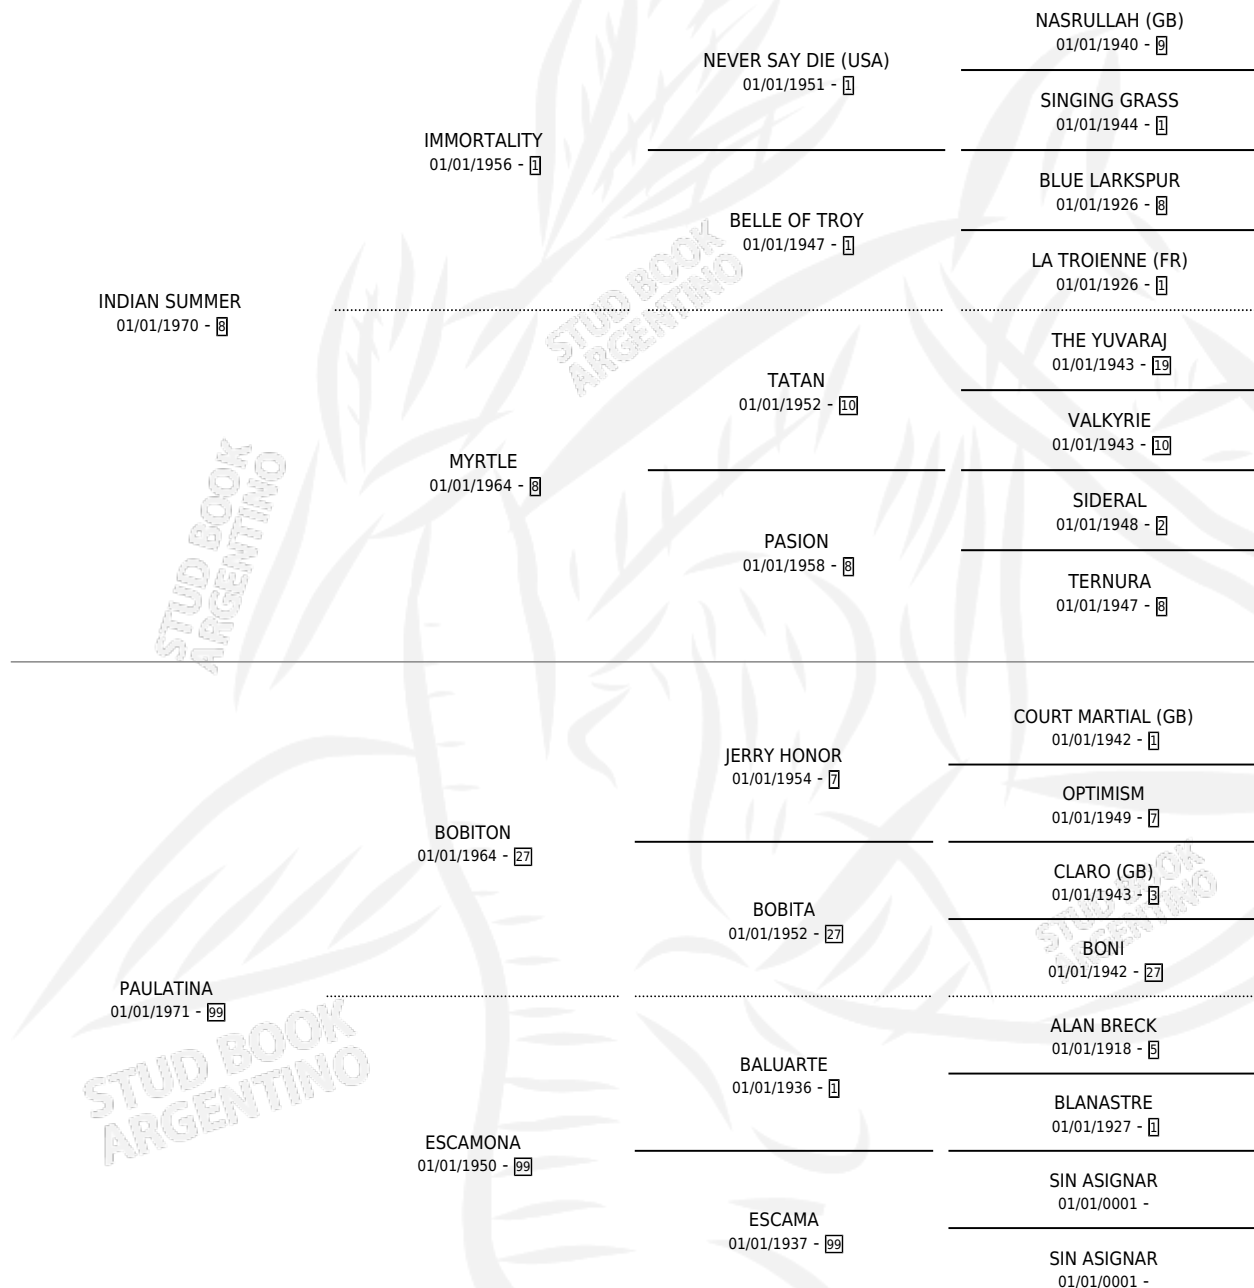 NASRULLAH (GB)
01/01/1940 - 9
NEVER SAY DIE (USA)
01/01/1951 - 1
SINGING GRASS
01/01/1944 - 1
IMMORTALITY
01/01/1956 - 1
BLUE LARKSPUR
01/01/1926 - 8
BELLE OF TROY
01/01/1947 - 1
LA TROIENNE (FR)
01/01/1926 - 1
INDIAN SUMMER
01/01/1970 - 8
THE YUVARAJ
01/01/1943 - 19
TATAN
01/01/1952 - 10
VALKYRIE
01/01/1943 - 10
MYRTLE
01/01/1964 - 8
SIDERAL
01/01/1948 - 2
PASION
01/01/1958 - 8
TERNURA
01/01/1947 - 8
COURT MARTIAL (GB)
01/01/1942 - 1
JERRY HONOR
01/01/1954 - 7
OPTIMISM
01/01/1949 - 7
BOBITON
01/01/1964 - 27
CLARO (GB)
01/01/1943 - 3
BOBITA
01/01/1952 - 27
BONI
01/01/1942 - 27
PAULATINA
01/01/1971 - 99
ALAN BRECK
01/01/1918 - 5
BALUARTE
01/01/1936 - 1
BLANASTRE
01/01/1927 - 1
ESCAMONA
01/01/1950 - 99
SIN ASIGNAR
01/01/0001 -
ESCAMA
01/01/1937 - 99
SIN ASIGNAR
01/01/0001 -
STUD BOOK
ARGENTINO
STUD BOOK
ARGENTINO
STUD BOOK
ARGENTINO
STUD BOOK
ARGENTINO